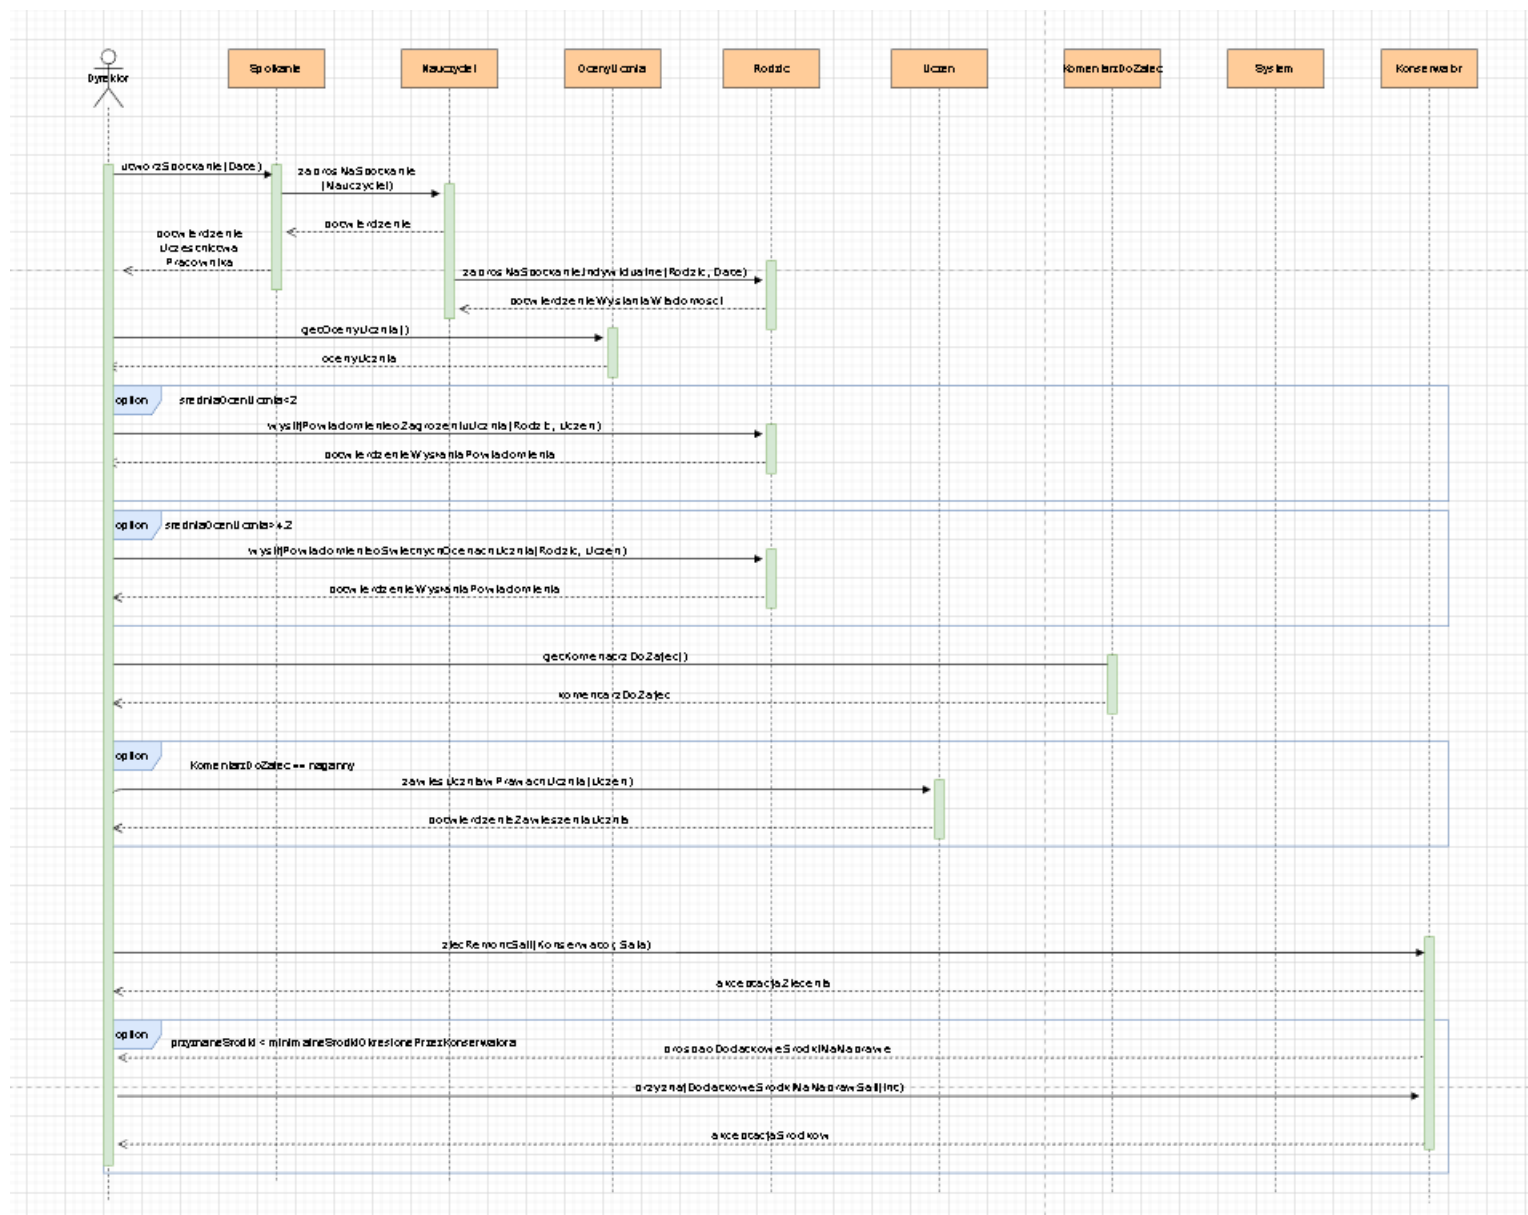 Dyrektor
Spotkanie
Nauczyciel
OcenyUcznia
Rodzic
Uczen
KomentarzDoZajec
System
Konserwator
utworzSpotkanie(Date)
zaprosNaSpotkanie
(Nauczyciel)
potwierdzenie
potwierdzenie
Uczestnictwa
Pracownika
zaprosNaSpotkanieIndywidualne(Rodzic, Date)
potwierdzenieWyslaniaWiadomosci
getOcenyUcznia()
ocenyUcznia
option
sredniaOcenUcznia<2
wyslijPowiadomienieoZagrozeniuUcznia(Rodzic, Uczen)
potwierdzenieWyslaniaPowiadomienia
option
sredniaOcenUcznia>4.2
wyslijPowiadomienieoSwietnychOcenachUcznia(Rodzic, Uczen)
potwierdzenieWyslaniaPowiadomienia
getKomentarzDoZajec()
komentarzDoZajec
option
KomentarzDoZajec == naganny
zawiesUczniawPrawachUcznia(Uczen)
potwierdzenieZawieszeniaUcznia
zlecRemontSali(Konserwator, Sala)
akceptacjaZlecenia
option
przyznaneSrodki < minimalneSrodkiOkreslonePrzezKonserwatora
prosbaoDodatkoweSrodkiNaNaprawe
przyznajDodatkoweSrodkiNaNaprawSali(int)
akceptacjaSrodkow